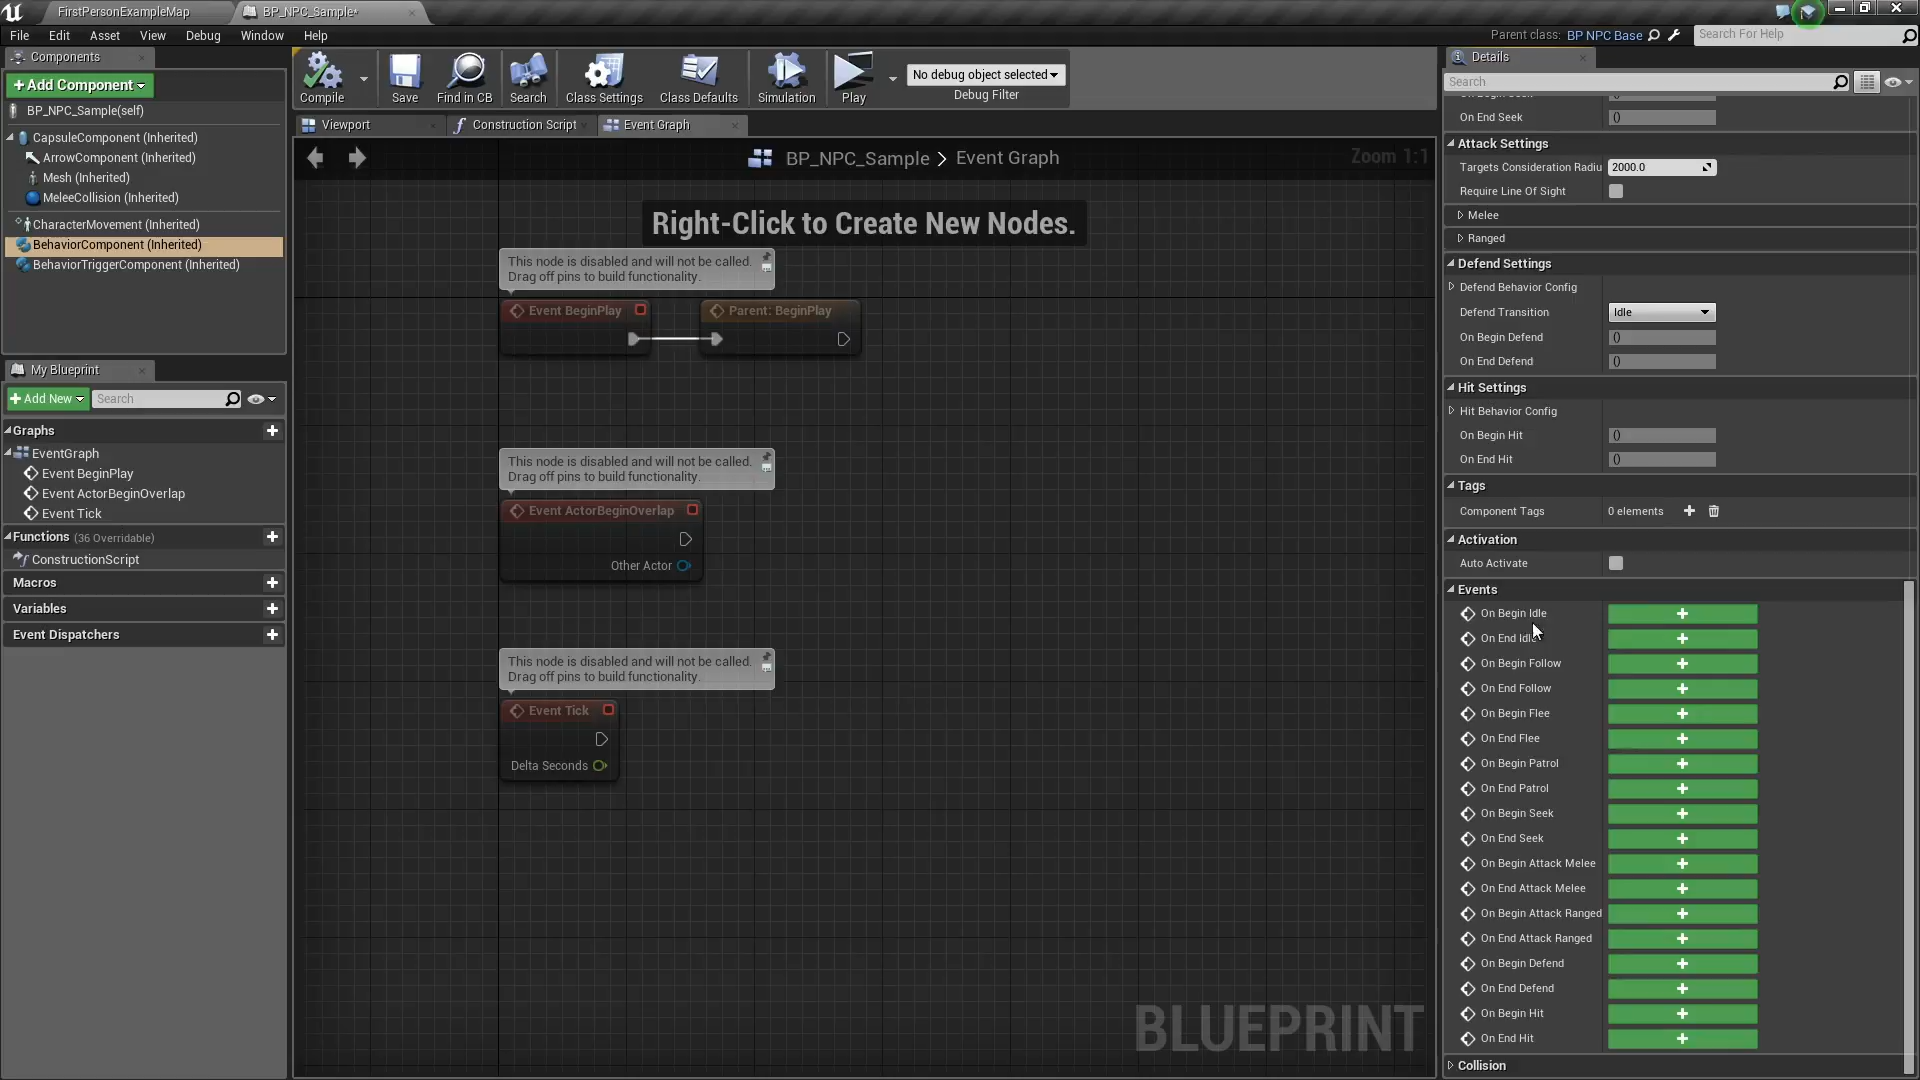 FirstPersonExampleMap
BP_NPC_Sample*
File
Edit
Asset
View
Debug
Window
Help
Parent class: BP NPC Base
Search For Help
Components
+Add Component
BP_NPC_Sample(self)
CapsuleComponent (Inherited)
ArrowComponent (Inherited)
Mesh (Inherited)
MeleeCollision (Inherited)
CharacterMovement (Inherited)
BehaviorComponent (Inherited)
BehaviorTriggerComponent (Inherited)
My Blueprint
+Add New
Search
Graphs
EventGraph
Event BeginPlay
Event ActorBeginOverlap
Event Tick
Functions (36 Overridable)
ConstructionScript
Macros
Variables
Event Dispatchers
Compile
Save
Find in CB
Search
Class Settings
Class Defaults
Simulation
Play
No debug object selected
Debug Filter
Viewport
Construction Script
Event Graph
BP_NPC_Sample > Event Graph
Zoom 1:1
Right-Click to Create New Nodes.
This node is disabled and will not be called.
Drag off pins to build functionality.
Event BeginPlay
Parent: BeginPlay
This node is disabled and will not be called.
Drag off pins to build functionality.
Event ActorBeginOverlap
Other Actor
This node is disabled and will not be called.
Drag off pins to build functionality.
Event Tick
Delta Seconds
BLUEPRINT
Details
Search
On End Seek ()
Attack Settings
Targets Consideration Radiu 2000.0
Require Line Of Sight
Melee
Ranged
Defend Settings
Defend Behavior Config
Defend Transition Idle
On Begin Defend ()
On End Defend ()
Hit Settings
Hit Behavior Config
On Begin Hit ()
On End Hit ()
Tags
Component Tags 0 elements
Activation
Auto Activate
Events
On Begin Idle
On End Idle
On Begin Follow
On End Follow
On Begin Flee
On End Flee
On Begin Patrol
On End Patrol
On Begin Seek
On End Seek
On Begin Attack Melee
On End Attack Melee
On Begin Attack Ranged
On End Attack Ranged
On Begin Defend
On End Defend
On Begin Hit
On End Hit
Collision